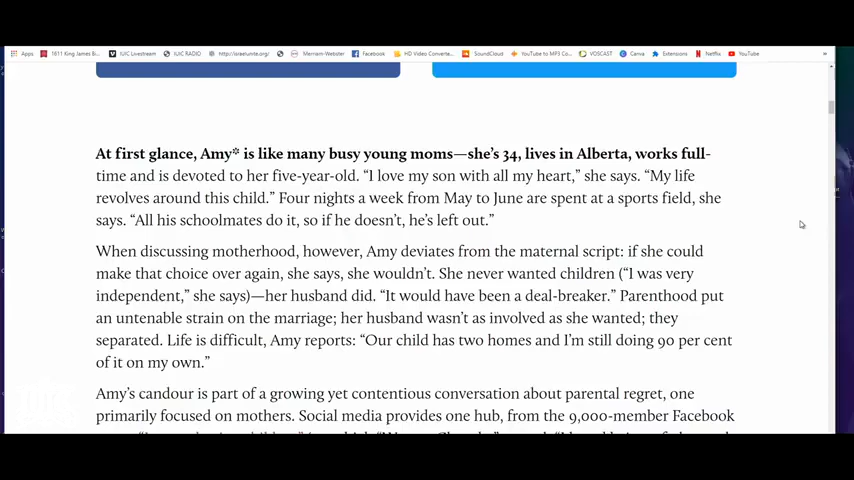 Apps
1611 King James Bi...
IUIC Livestream
IUIC RADIO
http://israelunite.org/
Merriam-Webster
Facebook
HD Video Converte...
SoundCloud
YouTube to MP3 Co...
VOSCAST
Canva
Extensions
Netflix
YouTube
»
At first glance, Amy* is like many busy young moms—she's 34, lives in Alberta, works full-
time and is devoted to her five-year-old. “I love my son with all my heart,” she says. “My life
revolves around this child.” Four nights a week from May to June are spent at a sports field, she
says. “All his schoolmates do it, so if he doesn't, he's left out.”
When discussing motherhood, however, Amy deviates from the maternal script: if she could
make that choice over again, she says, she wouldn't. She never wanted children (“I was very
independent,” she says)—her husband did. “It would have been a deal-breaker.” Parenthood put
an untenable strain on the marriage; her husband wasn't as involved as she wanted; they
separated. Life is difficult, Amy reports: “Our child has two homes and I'm still doing 90 per cent
of it on my own.”
Amy's candour is part of a growing yet contentious conversation about parental regret, one
primarily focused on mothers. Social media provides one hub, from the 9,000-member Facebook